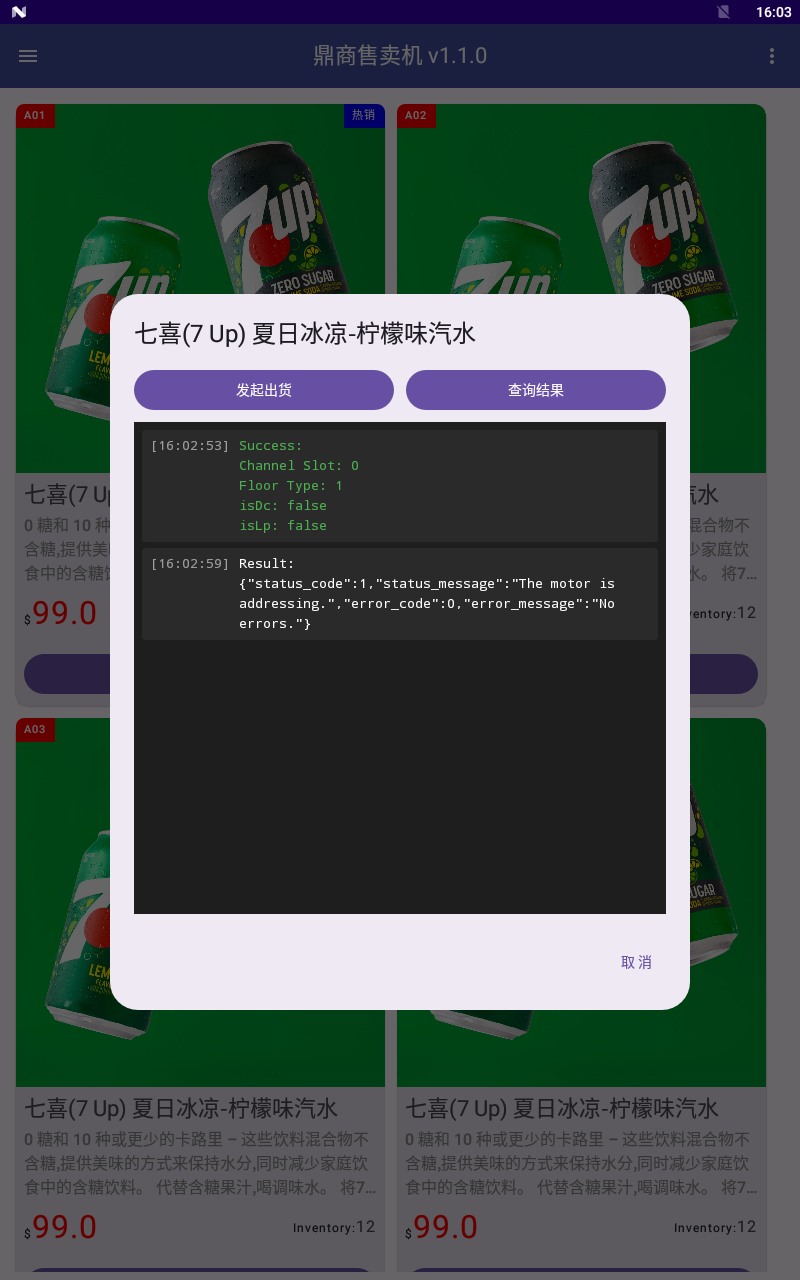 16:03
鼎商售卖机 v1.1.0
A01
热销
A02
7up
7up
ZERO SUGAR
7up
7up
ZERO SUGAR
七喜(7 Up) 夏日冰凉-柠檬味汽水
发起出货
查询结果
[16:02:53] Success:
Channel Slot: 0
Floor Type: 1
isDc: false
isLp: false
[16:02:59] Result:
{"status_code":1,"status_message":"The motor is
addressing.","error_code":0,"error_message":"No
errors."}
取消
七喜(7 Up
汽水
0 糖和 10 种
混合物不
含糖,提供美
少家庭饮
食中的含糖
水。 将7...
$99.0
ventory:12
A03
七喜(7 Up) 夏日冰凉-柠檬味汽水
0 糖和 10 种或更少的卡路里 – 这些饮料混合物不
含糖,提供美味的方式来保持水分,同时减少家庭饮
食中的含糖饮料。 代替含糖果汁,喝调味水。 将7...
$99.0
Inventory:12
七喜(7 Up) 夏日冰凉-柠檬味汽水
0 糖和 10 种或更少的卡路里 – 这些饮料混合物不
含糖,提供美味的方式来保持水分,同时减少家庭饮
食中的含糖饮料。 代替含糖果汁,喝调味水。 将7...
$99.0
Inventory:12